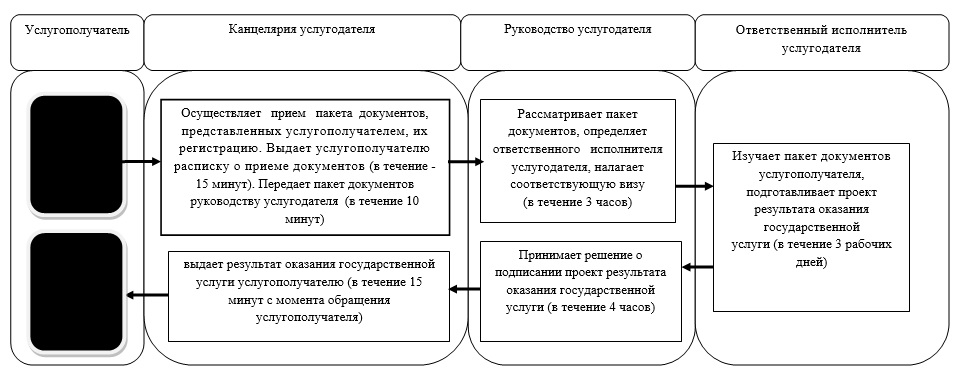 Услугополучатель
Канцелярия услугодателя
Руководство услугодателя
Ответственный исполнитель
услугодателя
Осуществляет прием пакета документов,
представленных услугополучателем, их
регистрацию. Выдает услугополучателю
расписку о приеме документов (в течение -
15 минут). Передает пакет документов
руководству услугодателя (в течение 10
минут)
Рассматривает пакет
документов, определяет
ответственного исполнителя
услугодателя, налагает
соответствующую визу
(в течение 3 часов)
Изучает пакет документов
услугополучателя,
подготавливает проект
результата оказания
государственной
услуги (в течение 3 рабочих
дней)
Принимает решение о
подписании проект результата
оказания государственной
услуги (в течение 4 часов)
выдает результат оказания государственной
услуги услугополучателю (в течение 15
минут с момента обращения
услугополучателя)